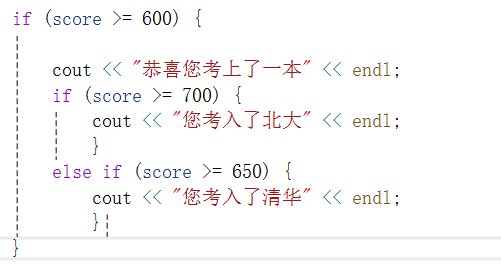 if (score >= 600) {
cout << "恭喜您考上了一本" << endl;
if (score >= 700) {
cout << "您考入了北大" << endl;
}
else if (score >= 650) {
cout << "您考入了清华" << endl;
}
}